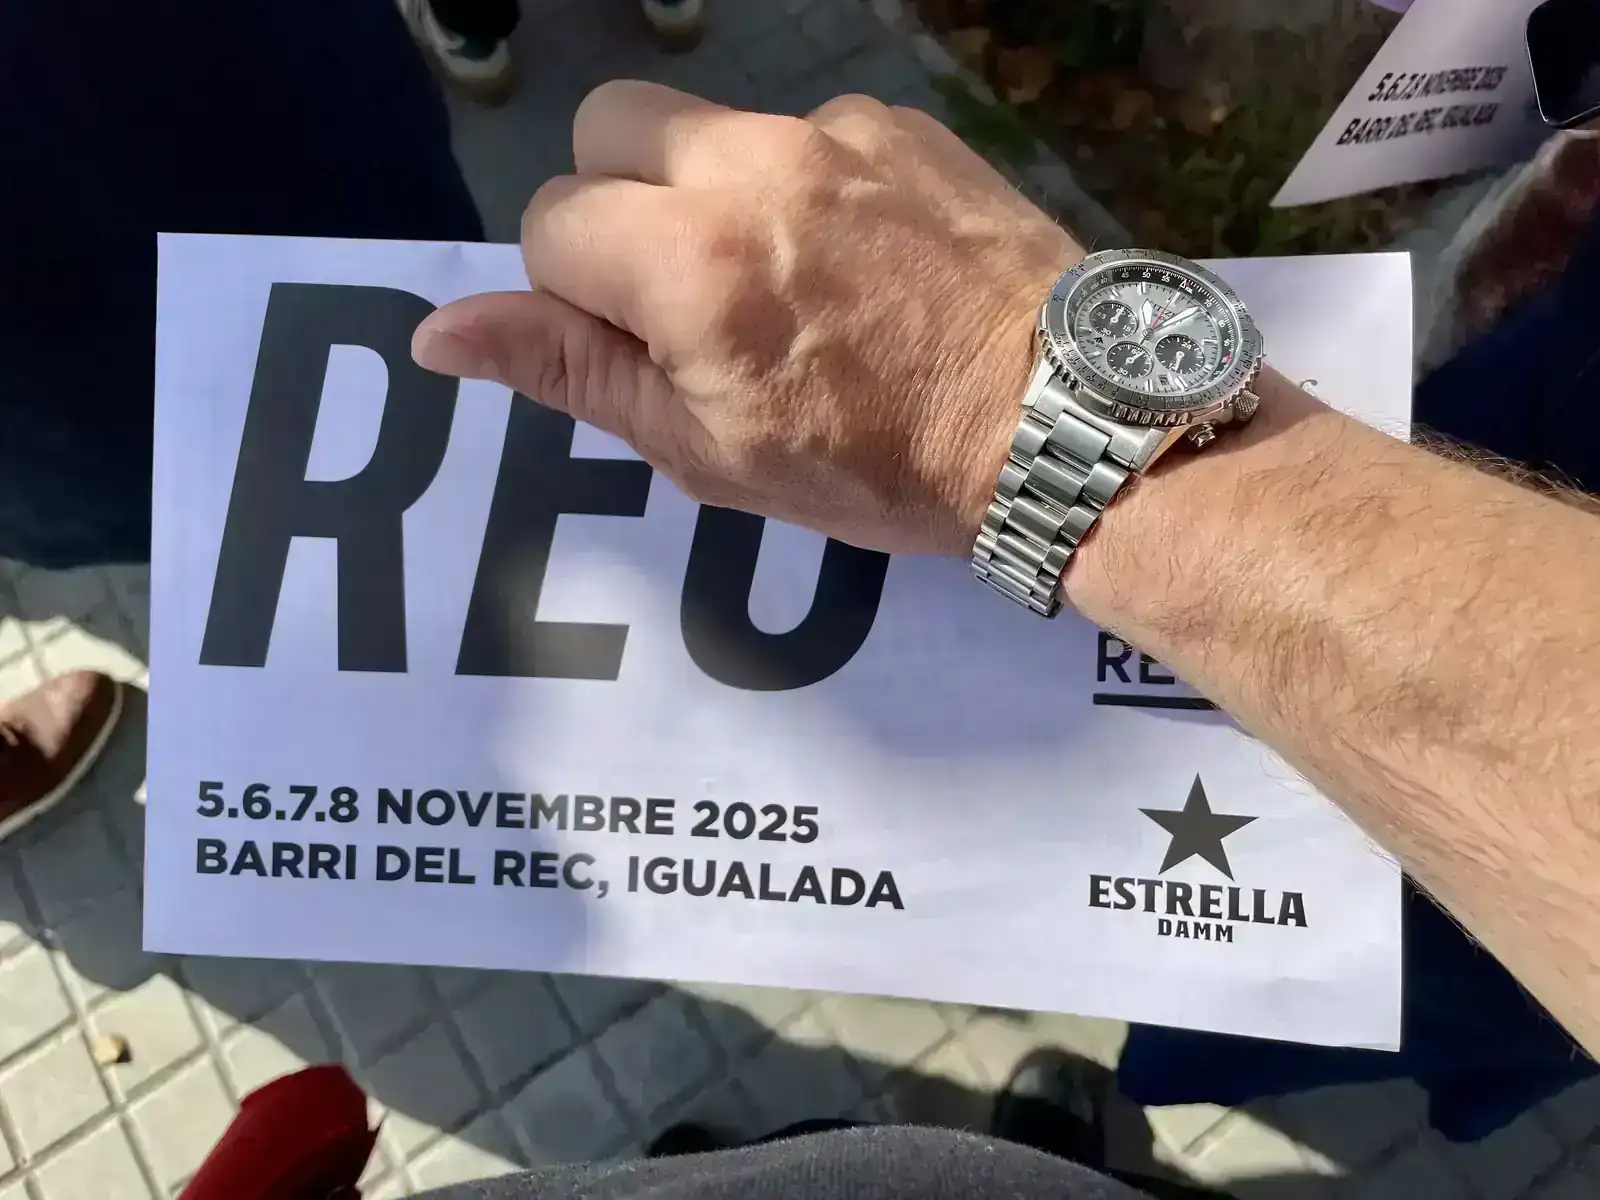 5.6.7.8 NOVEMBRE 2025
BARRI DEL REC, IGUALADA
REC
RE
5.6.7.8 NOVEMBRE 2025
BARRI DEL REC, IGUALADA
ESTRELLA
DAMM